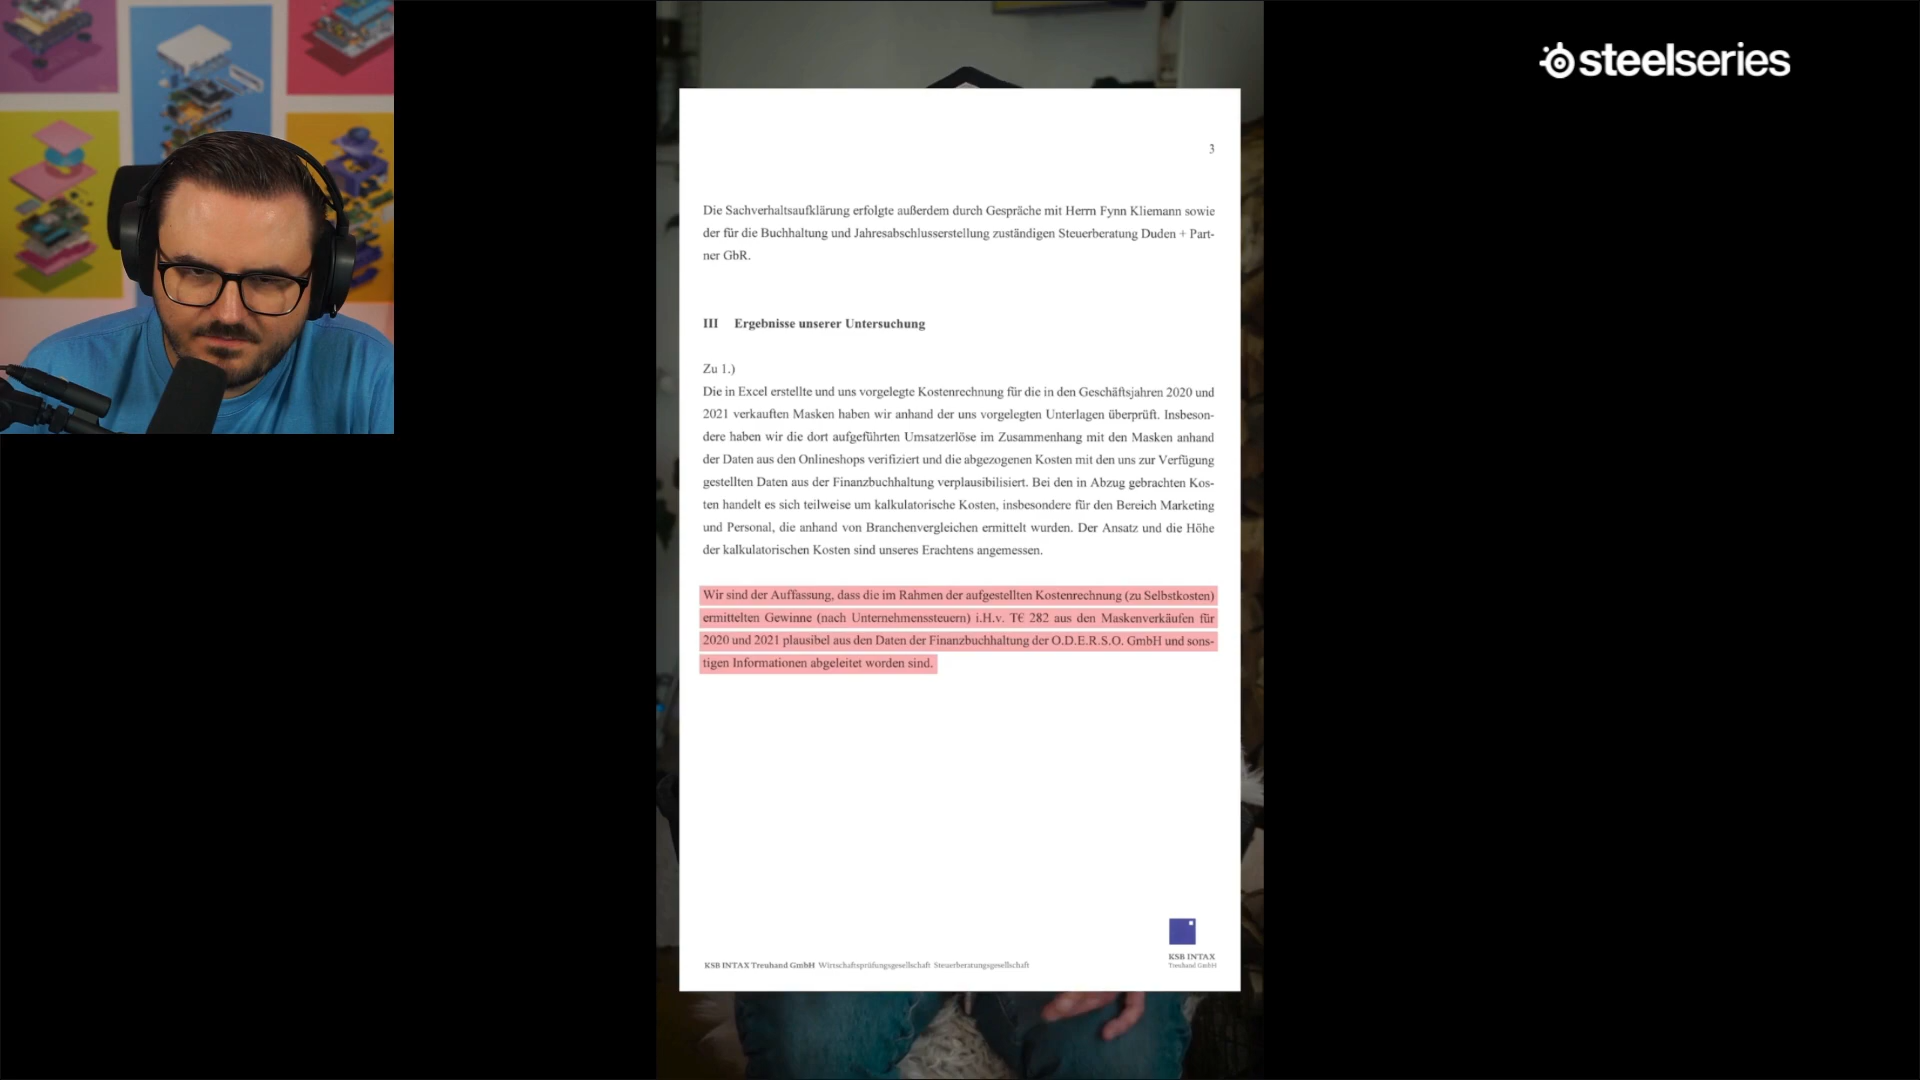 steelseries
3
Die Sachverhaltsaufklärung erfolgte außerdem durch Gespräche mit Herrn Fynn Kliemann sowie
der für die Buchhaltung und Jahresabschlusserstellung zuständigen Steuerberatung Duden + Part-
ner GbR.
III Ergebnisse unserer Untersuchung
Zu 1.)
Die in Excel erstellte und uns vorgelegte Kostenrechnung für die in den Geschäftsjahren 2020 und
2021 verkauften Masken haben wir anhand der uns vorgelegten Unterlagen überprüft. Insbeson-
dere haben wir die dort aufgeführten Umsatzerlöse im Zusammenhang mit den Masken anhand
der Daten aus den Onlineshops verifiziert und die abgezogenen Kosten mit den uns zur Verfügung
gestellten Daten aus der Finanzbuchhaltung verplausibilisiert. Bei den in Abzug gebrachten Kos-
ten handelt es sich teilweise um kalkulatorische Kosten, insbesondere für den Bereich Marketing
und Personal, die anhand von Branchenvergleichen ermittelt wurden. Der Ansatz und die Höhe
der kalkulatorischen Kosten sind unseres Erachtens angemessen.
Wir sind der Auffassung, dass die im Rahmen der aufgestellten Kostenrechnung (zu Selbstkosten)
ermittelten Gewinne (nach Unternehmenssteuern) i.H.v. T€ 282 aus den Maskenverkäufen für
2020 und 2021 plausibel aus den Daten der Finanzbuchhaltung der O.D.E.R.S.O. GmbH und sons-
tigen Informationen abgeleitet worden sind.
KSB INTAX
Treuhand GmbH
KSB INTAX Treuhand GmbH Wirtschaftsprüfungsgesellschaft Steuerberatungsgesellschaft